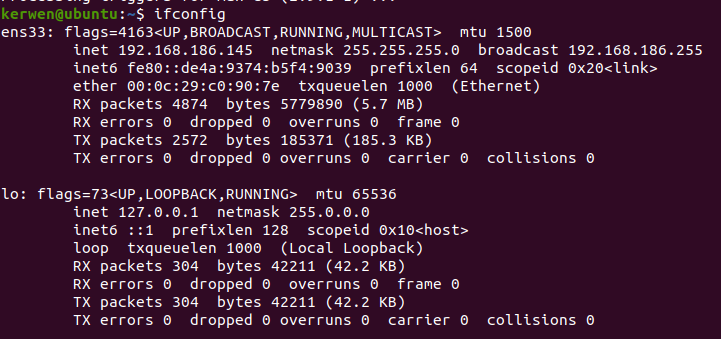 kerwen@ubuntu:~$ ifconfig
ens33: flags=4163<UP,BROADCAST,RUNNING,MULTICAST>  mtu 1500
        inet 192.168.186.145  netmask 255.255.255.0  broadcast 192.168.186.255
        inet6 fe80::de4a:9374:b5f4:9039  prefixlen 64  scopeid 0x20<link>
        ether 00:0c:29:c0:90:7e  txqueuelen 1000  (Ethernet)
        RX packets 4874  bytes 5779890 (5.7 MB)
        RX errors 0  dropped 0  overruns 0  frame 0
        TX packets 2572  bytes 185371 (185.3 KB)
        TX errors 0  dropped 0 overruns 0  carrier 0  collisions 0

lo: flags=73<UP,LOOPBACK,RUNNING>  mtu 65536
        inet 127.0.0.1  netmask 255.0.0.0
        inet6 ::1  prefixlen 128  scopeid 0x10<host>
        loop  txqueuelen 1000  (Local Loopback)
        RX packets 304  bytes 42211 (42.2 KB)
        RX errors 0  dropped 0  overruns 0  frame 0
        TX packets 304  bytes 42211 (42.2 KB)
        TX errors 0  dropped 0 overruns 0  carrier 0  collisions 0